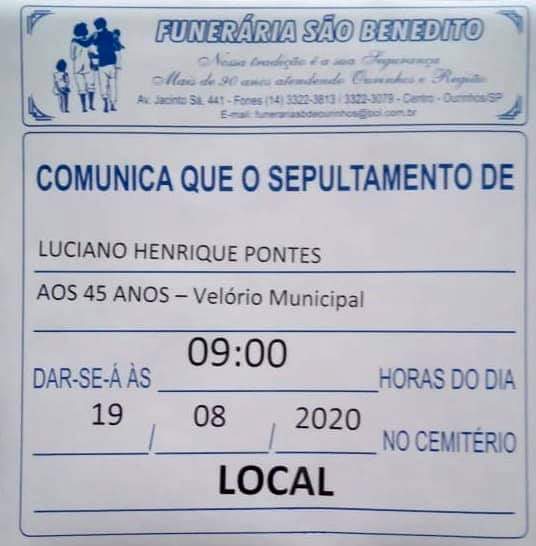 FUNERÁRIA SÃO BENEDITO
Nossa tradição é a sua Segurança
Mais de 90 anos atendendo Ourinhos e Região
Av. Jacinto Sá, 441 - Fones (14) 3322-3813 / 3322-3079 - Centro - Ourinhos/SP
E-mail: funerariasbdeourinhos@bol.com.br
COMUNICA QUE O SEPULTAMENTO DE
LUCIANO HENRIQUE PONTES
AOS 45 ANOS – Velório Municipal
DAR-SE-Á ÀS 09:00 HORAS DO DIA
19 / 08 / 2020 NO CEMITÉRIO
LOCAL